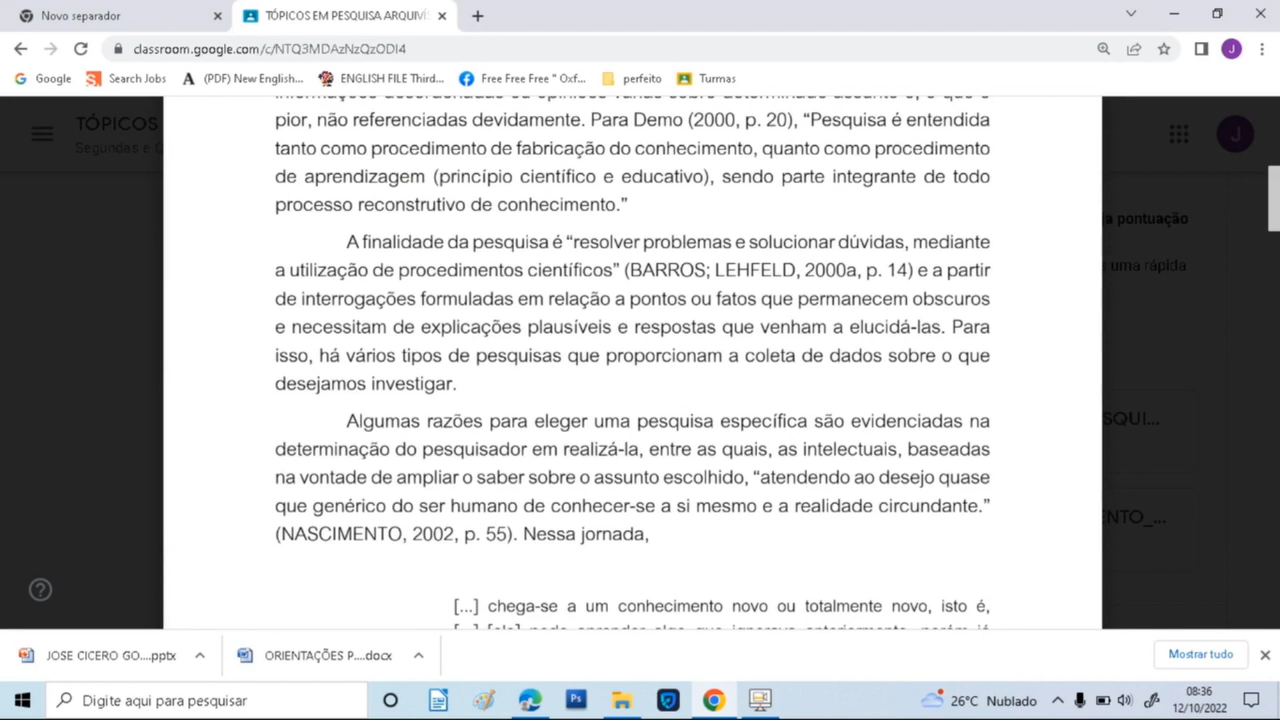 Novo separador
TÓPICOS EM PESQUISA ARQUIVÍS
classroom.google.com/c/NTQ3MDAzNzQzODI4
Google
Search Jobs
(PDF) New English...
ENGLISH FILE Third...
Free Free Free " Oxf...
perfeito
Turmas
J
TÓPICOS
Segundas e
J
pior, não referenciadas devidamente. Para Demo (2000, p. 20), “Pesquisa é entendida
tanto como procedimento de fabricação do conhecimento, quanto como procedimento
de aprendizagem (princípio científico e educativo), sendo parte integrante de todo
processo reconstrutivo de conhecimento.”
A finalidade da pesquisa é “resolver problemas e solucionar dúvidas, mediante
a utilização de procedimentos científicos” (BARROS; LEHFELD, 2000a, p. 14) e a partir
de interrogações formuladas em relação a pontos ou fatos que permanecem obscuros
e necessitam de explicações plausíveis e respostas que venham a elucidá-las. Para
isso, há vários tipos de pesquisas que proporcionam a coleta de dados sobre o que
desejamos investigar.
Algumas razões para eleger uma pesquisa específica são evidenciadas na
determinação do pesquisador em realizá-la, entre as quais, as intelectuais, baseadas
na vontade de ampliar o saber sobre o assunto escolhido, “atendendo ao desejo quase
que genérico do ser humano de conhecer-se a si mesmo e a realidade circundante.”
(NASCIMENTO, 2002, p. 55). Nessa jornada,
[...] chega-se a um conhecimento novo ou totalmente novo, isto é,
a pontuação
uma rápida
SQUI...
NTO_...
JOSE CICERO GO....pptx
ORIENTAÇÕES P....docx
Mostrar tudo
Digite aqui para pesquisar
26°C Nublado
08:36
12/10/2022